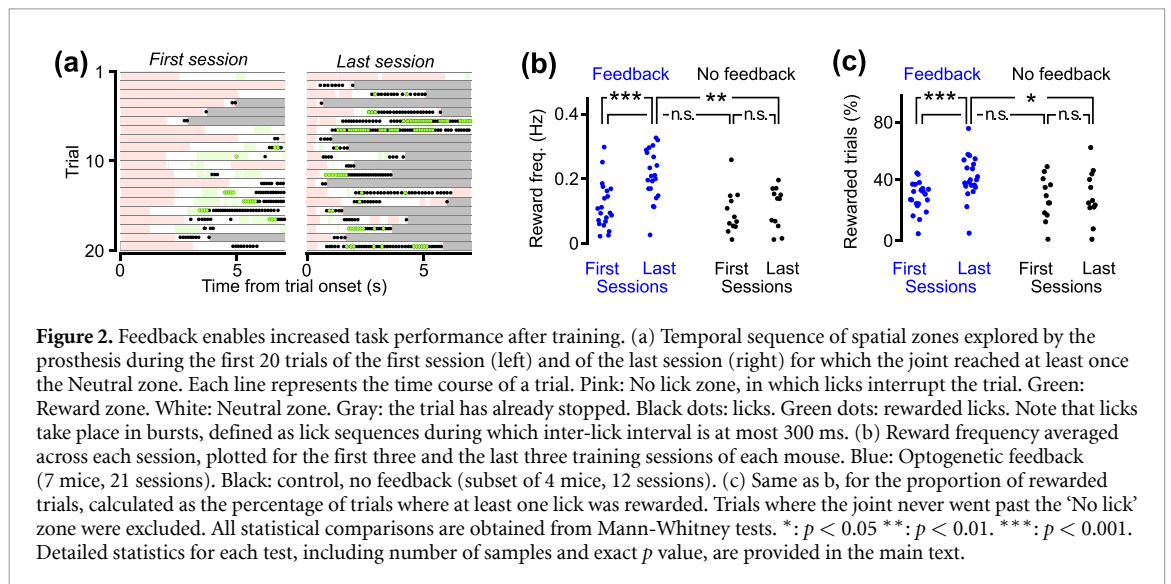 (a)
First session
Last session
1
10
20
Trial
0
5
0
5
Time from trial onset (s)
(b)
Feedback
No feedback
***
**
n.s.
n.s.
0.4
0.2
0
Reward freq. (Hz)
First
Last
First
Last
Sessions
Sessions
(c)
Feedback
No feedback
***
*
n.s.
n.s.
80
40
0
Rewarded trials (%)
First
Last
First
Last
Sessions
Sessions
Figure 2. Feedback enables increased task performance after training. (a) Temporal sequence of spatial zones explored by the
prosthesis during the first 20 trials of the first session (left) and of the last session (right) for which the joint reached at least once
the Neutral zone. Each line represents the time course of a trial. Pink: No lick zone, in which licks interrupt the trial. Green:
Reward zone. White: Neutral zone. Gray: the trial has already stopped. Black dots: licks. Green dots: rewarded licks. Note that licks
take place in bursts, defined as lick sequences during which inter-lick interval is at most 300 ms. (b) Reward frequency averaged
across each session, plotted for the first three and the last three training sessions of each mouse. Blue: Optogenetic feedback
(7 mice, 21 sessions). Black: control, no feedback (subset of 4 mice, 12 sessions). (c) Same as b, for the proportion of rewarded
trials, calculated as the percentage of trials where at least one lick was rewarded. Trials where the joint never went past the ‘No lick’
zone were excluded. All statistical comparisons are obtained from Mann-Whitney tests. *: p < 0.05 **: p < 0.01. ***: p < 0.001.
Detailed statistics for each test, including number of samples and exact p value, are provided in the main text.